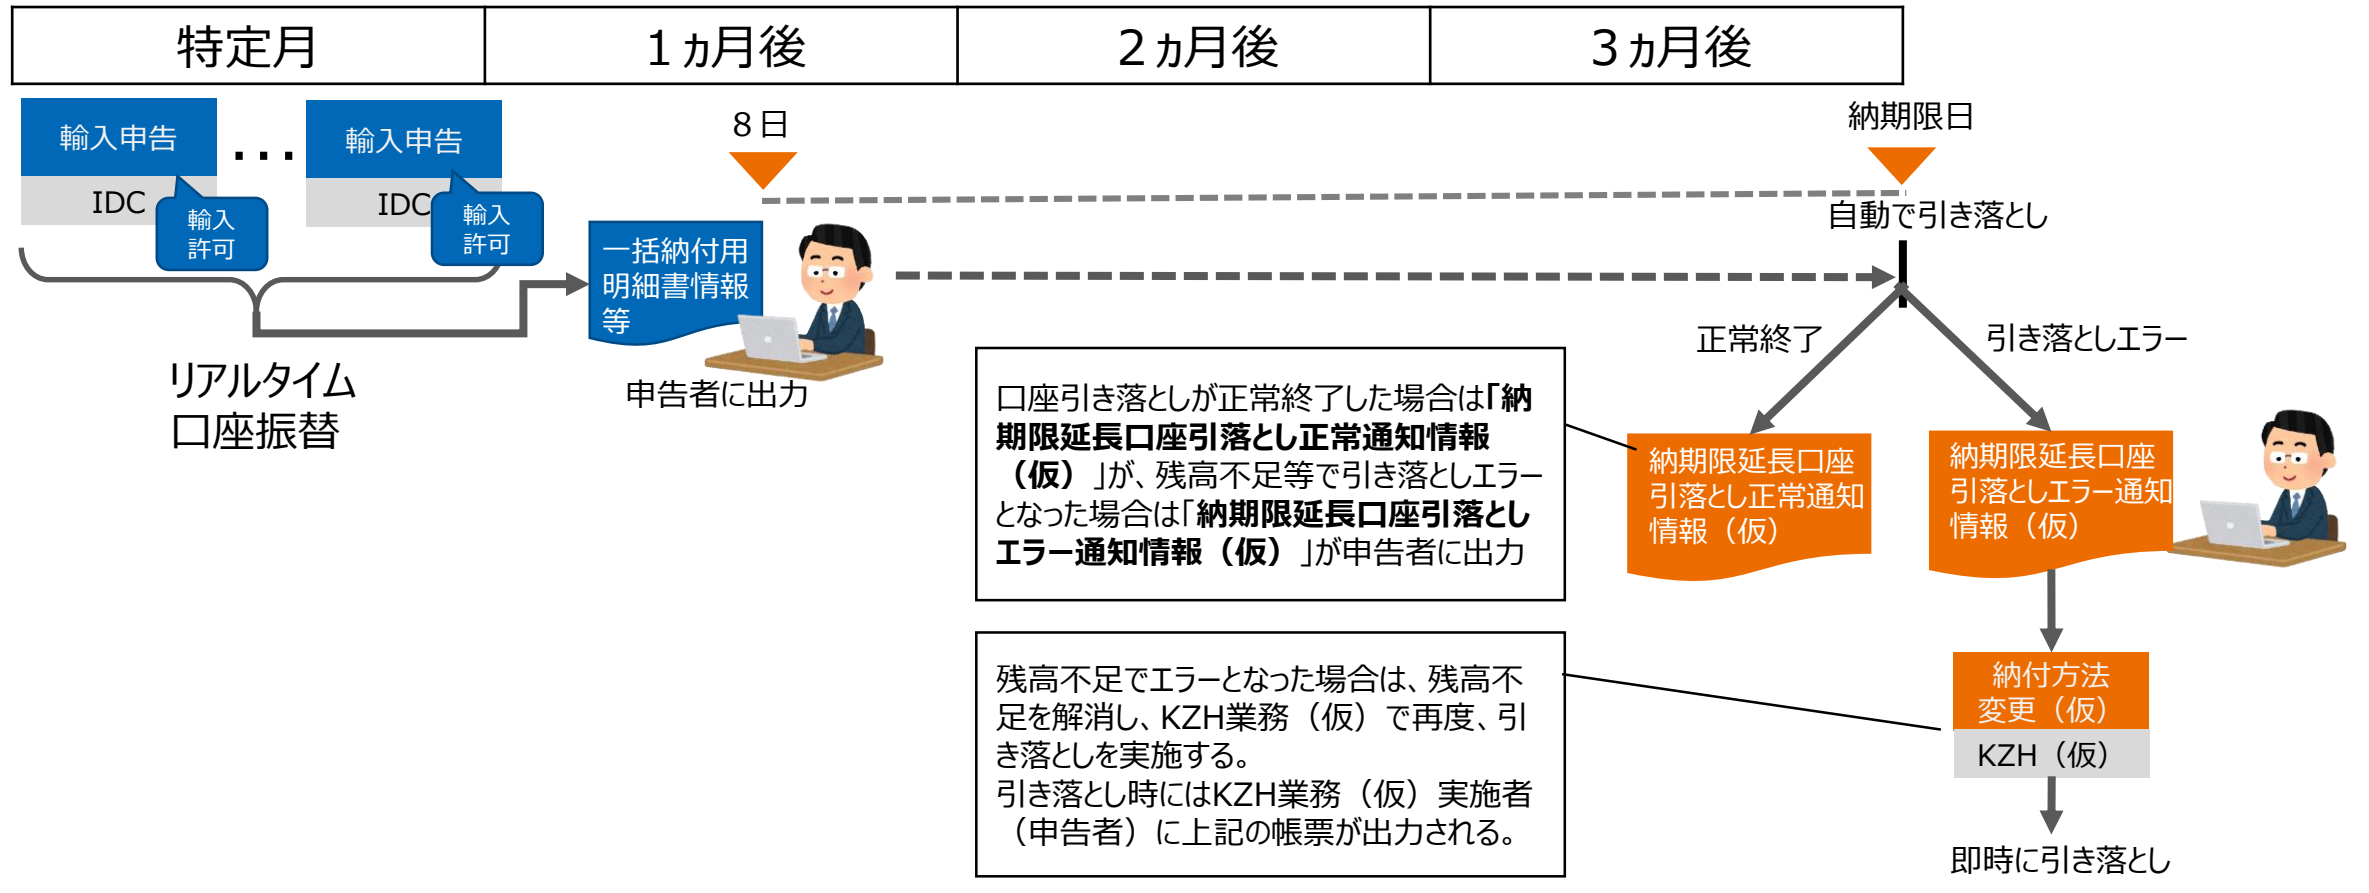 特定月
1ヵ月後
2ヵ月後
3ヵ月後
輸入申告
IDC
輸入
許可
・・・
輸入申告
IDC
輸入
許可
リアルタイム
口座振替
8日
一括納付用
明細書情報
等
申告者に出力
納期限日
自動で引き落とし
正常終了
引き落としエラー
口座引き落としが正常終了した場合は「納
期限延長口座引落とし正常通知情報
（仮）」が、残高不足等で引き落としエラー
となった場合は「納期限延長口座引落とし
エラー通知情報（仮）」が申告者に出力
納期限延長口座
引落とし正常通知
情報（仮）
納期限延長口座
引落としエラー通知
情報（仮）
残高不足でエラーとなった場合は、残高不
足を解消し、KZH業務（仮）で再度、引
き落としを実施する。
引き落とし時にはKZH業務（仮）実施者
（申告者）に上記の帳票が出力される。
納付方法
変更（仮）
KZH（仮）
即時に引き落とし